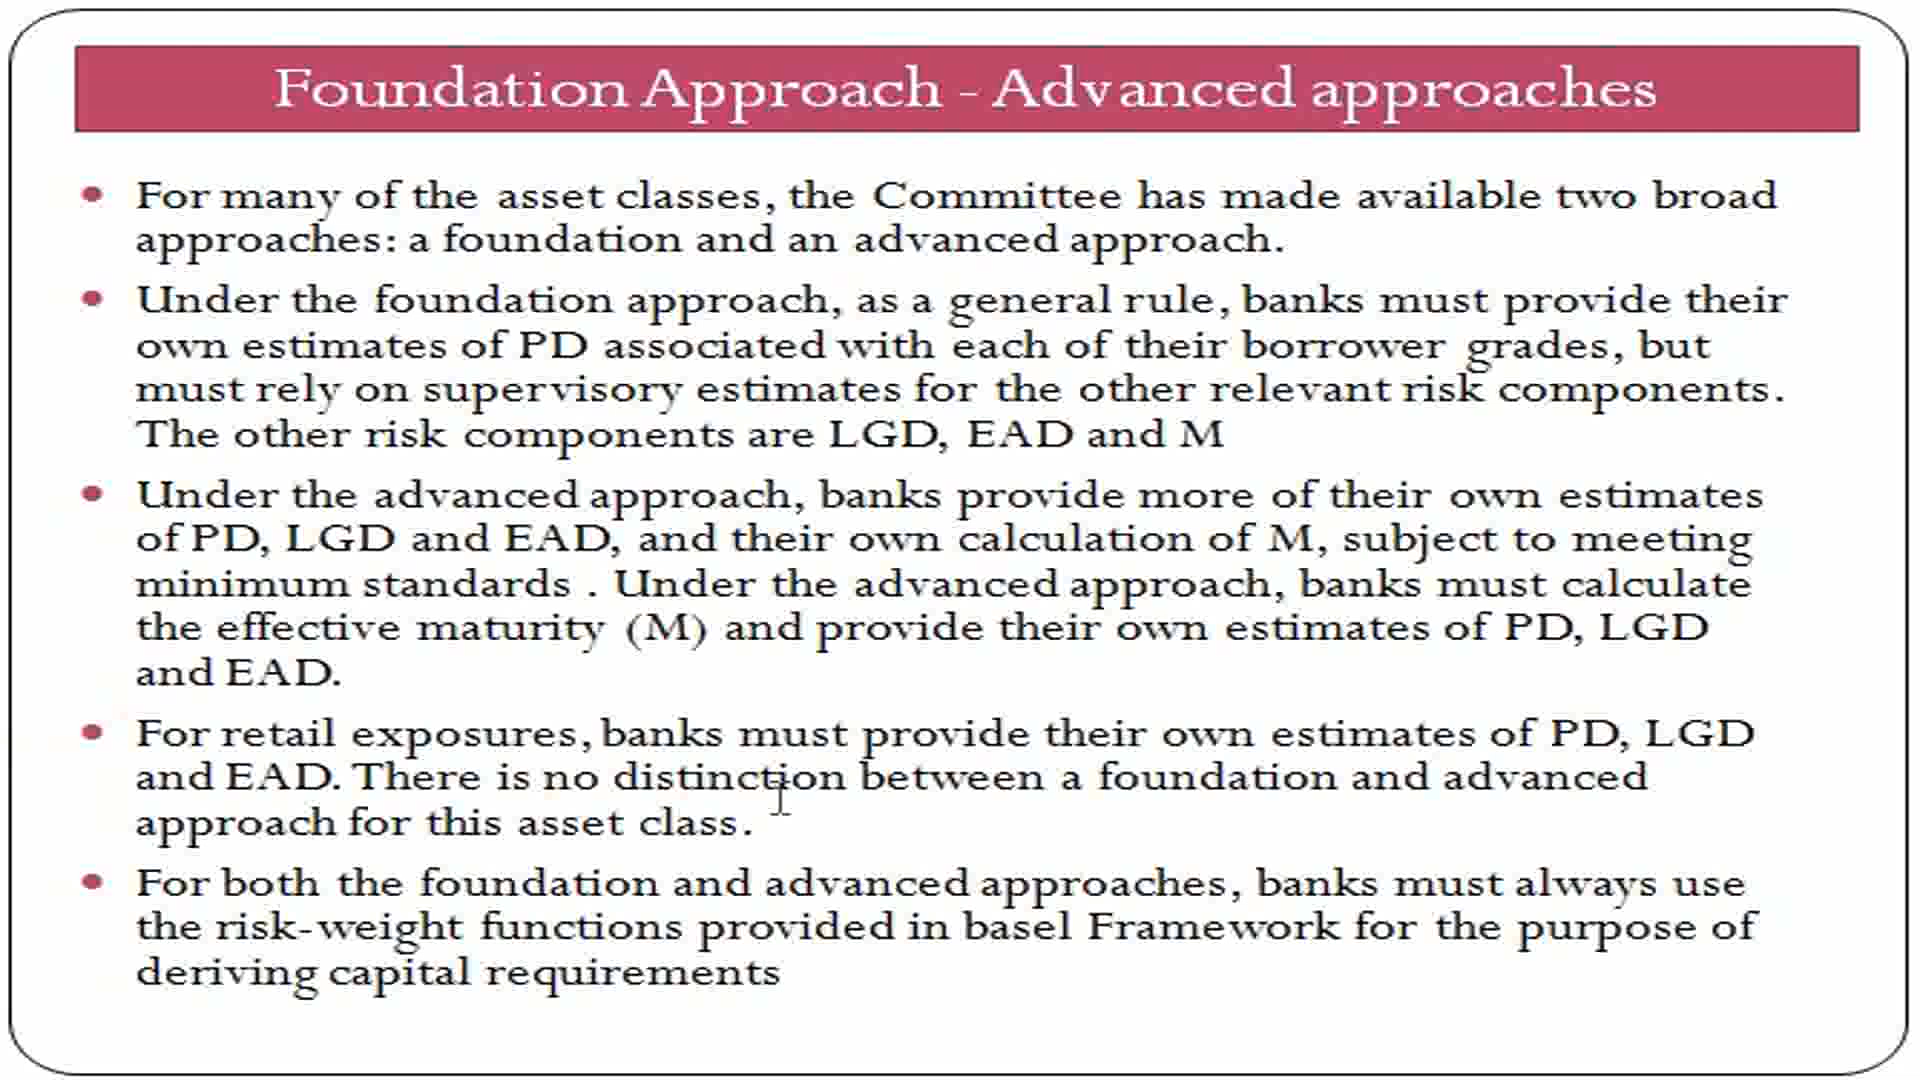 Foundation Approach - Advanced approaches
For many of the asset classes, the Committee has made available two broad
approaches: a foundation and an advanced approach.
Under the foundation approach, as a general rule, banks must provide their
own estimates of PD associated with each of their borrower grades, but
must rely on supervisory estimates for the other relevant risk components.
The other risk components are LGD, EAD and M
Under the advanced approach, banks provide more of their own estimates
of PD, LGD and EAD, and their own calculation of M, subject to meeting
minimum standards . Under the advanced approach, banks must calculate
the effective maturity (M) and provide their own estimates of PD, LGD
and EAD.
For retail exposures, banks must provide their own estimates of PD, LGD
and EAD. There is no distinction between a foundation and advanced
approach for this asset class.
For both the foundation and advanced approaches, banks must always use
the risk-weight functions provided in basel Framework for the purpose of
deriving capital requirements